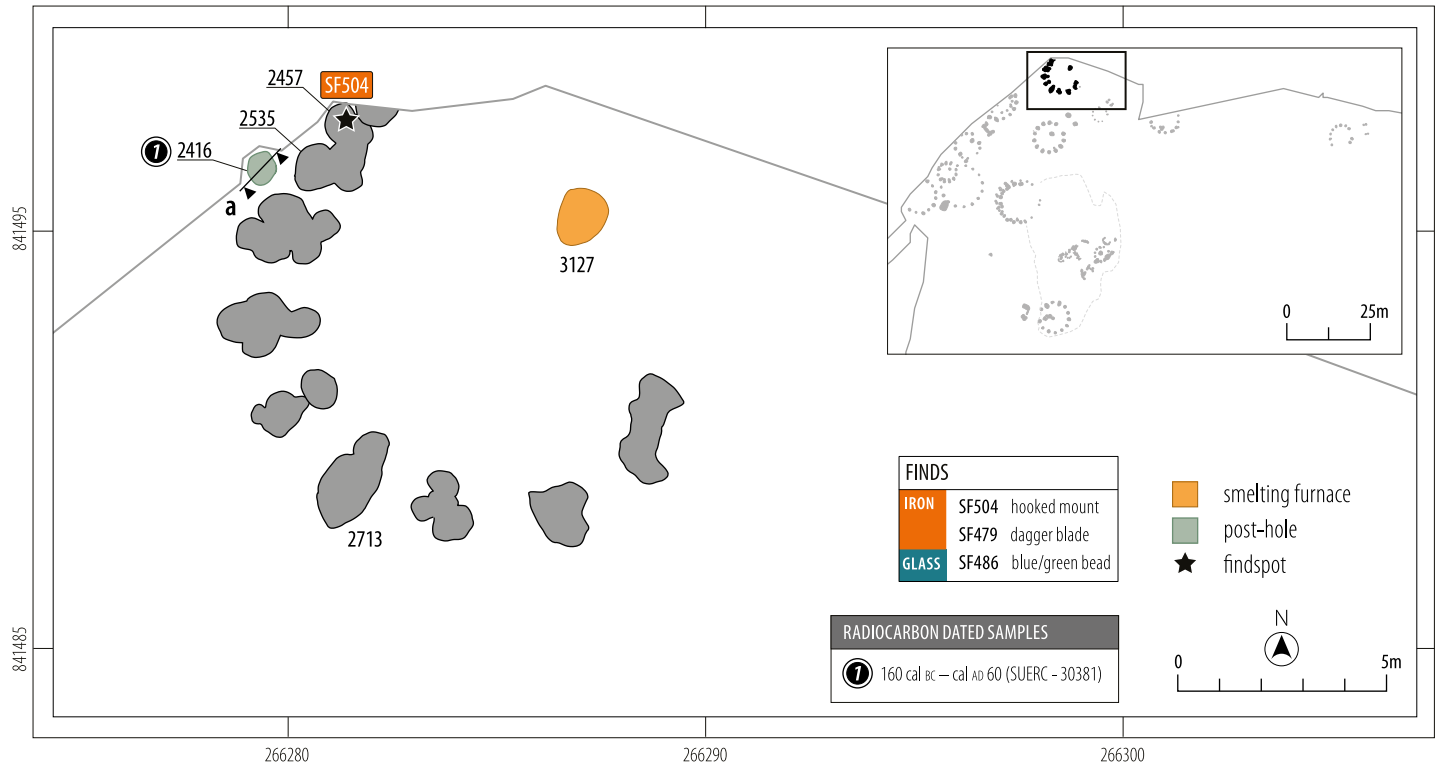 2457
SF504
2535
1 2416
a
841495
3127
0 25m
2713
FINDS
IRON SF504 hooked mount
SF479 dagger blade
GLASS SF486 blue/green bead
smelting furnace
post-hole
findspot
RADIOCARBON DATED SAMPLES
1 160 cal BC – cal AD 60 (SUERC - 30381)
N
0 5m
841485
266280 266290 266300